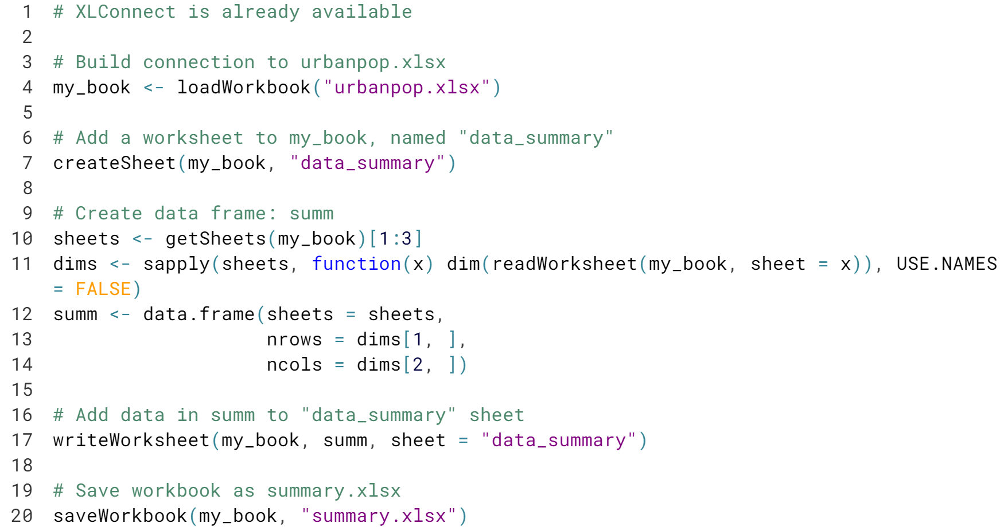 1 # XLConnect is already available
2
3 # Build connection to urbanpop.xlsx
4 my_book <- loadWorkbook("urbanpop.xlsx")
5
6 # Add a worksheet to my_book, named "data_summary"
7 createSheet(my_book, "data_summary")
8
9 # Create data frame: summ
10 sheets <- getSheets(my_book)[1:3]
11 dims <- sapply(sheets, function(x) dim(readWorksheet(my_book, sheet = x)), USE.NAMES
= FALSE)
12 summ <- data.frame(sheets = sheets,
13                    nrows = dims[1, ],
14                    ncols = dims[2, ])
15
16 # Add data in summ to "data_summary" sheet
17 writeWorksheet(my_book, summ, sheet = "data_summary")
18
19 # Save workbook as summary.xlsx
20 saveWorkbook(my_book, "summary.xlsx")